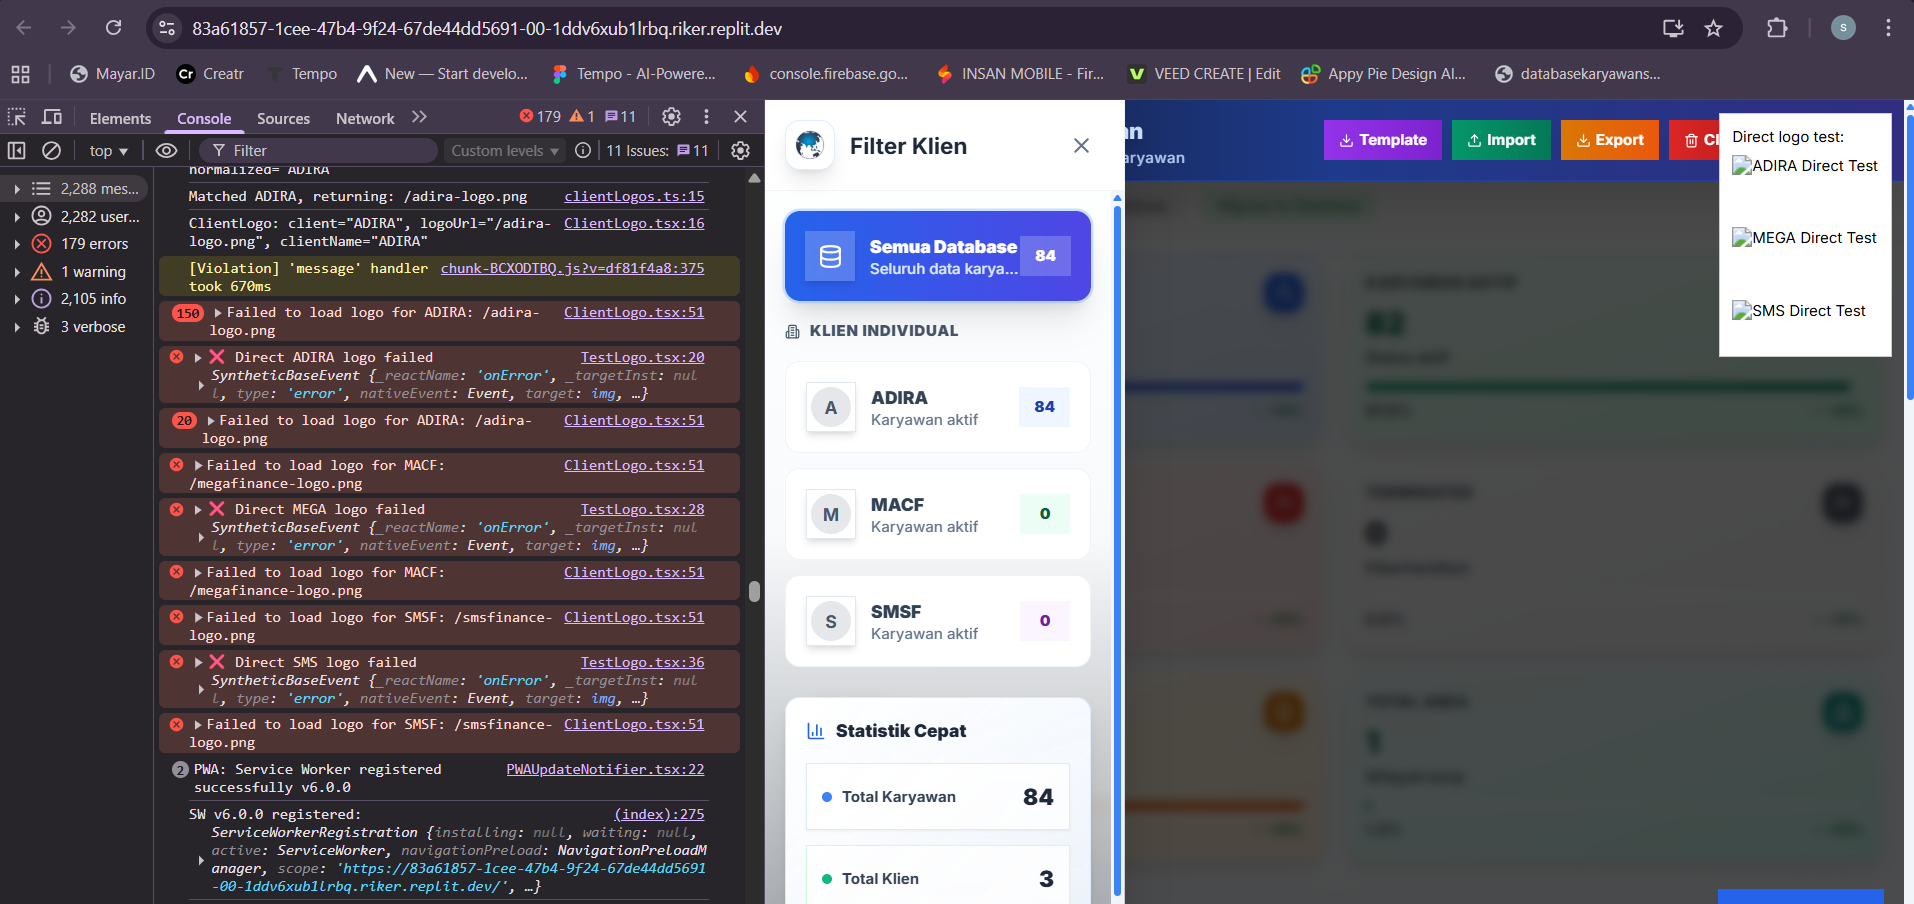 83a61857-1cee-47b4-9f24-67de44dd5691-00-1ddv6xub1lrbq.riker.replit.dev
S
Mayar.ID
Creatr
Tempo
New — Start develo...
Tempo - AI-Powere...
console.firebase.go...
INSAN MOBILE - Fir...
VEED CREATE | Edit
Appy Pie Design AI...
databasekaryawans...
Elements
Console
Sources
Network
179
1
11
top
Filter
Custom levels
11 Issues:
11
2,288 mes...
2,282 user...
179 errors
1 warning
2,105 info
3 verbose
normalized="ADIRA"
Matched ADIRA, returning: /adira-logo.png
clientLogos.ts:15
ClientLogo: client="ADIRA", logoUrl="/adira-
ClientLogo.tsx:16
logo.png", clientName="ADIRA"
[Violation] 'message' handler
chunk-BCXODTBQ.js?v=df81f4a8:375
took 670ms
150
Failed to load logo for ADIRA: /adira-
ClientLogo.tsx:51
logo.png
❌ Direct ADIRA logo failed
TestLogo.tsx:20
SyntheticBaseEvent {_reactName: 'onError', _targetInst: nul
l, type: 'error', nativeEvent: Event, target: img, …}
20
Failed to load logo for ADIRA: /adira-
ClientLogo.tsx:51
logo.png
Failed to load logo for MACF:
ClientLogo.tsx:51
/megafinance-logo.png
❌ Direct MEGA logo failed
TestLogo.tsx:28
SyntheticBaseEvent {_reactName: 'onError', _targetInst: nul
l, type: 'error', nativeEvent: Event, target: img, …}
Failed to load logo for MACF:
ClientLogo.tsx:51
/megafinance-logo.png
Failed to load logo for SMSF: /smsfinance-
ClientLogo.tsx:51
logo.png
❌ Direct SMS logo failed
TestLogo.tsx:36
SyntheticBaseEvent {_reactName: 'onError', _targetInst: nul
l, type: 'error', nativeEvent: Event, target: img, …}
Failed to load logo for SMSF: /smsfinance-
ClientLogo.tsx:51
logo.png
2
PWA: Service Worker registered
PWAUpdateNotifier.tsx:22
successfully v6.0.0
SW v6.0.0 registered:
(index):275
ServiceWorkerRegistration {installing: null, waiting: null,
active: ServiceWorker, navigationPreload: NavigationPreloadM
anager, scope: 'https://83a61857-1cee-47b4-9f24-67de44dd5691
-00-1ddv6xub1lrbq.riker.replit.dev/', …}
Filter Klien
Semua Database
Seluruh data karya...
84
KLIEN INDIVIDUAL
A
ADIRA
Karyawan aktif
84
M
MACF
Karyawan aktif
0
S
SMSF
Karyawan aktif
0
Statistik Cepat
Total Karyawan
84
Total Klien
3
an
aryawan
Template
Import
Export
Cl
Direct logo test:
ADIRA Direct Test
MEGA Direct Test
SMS Direct Test
82
0
1